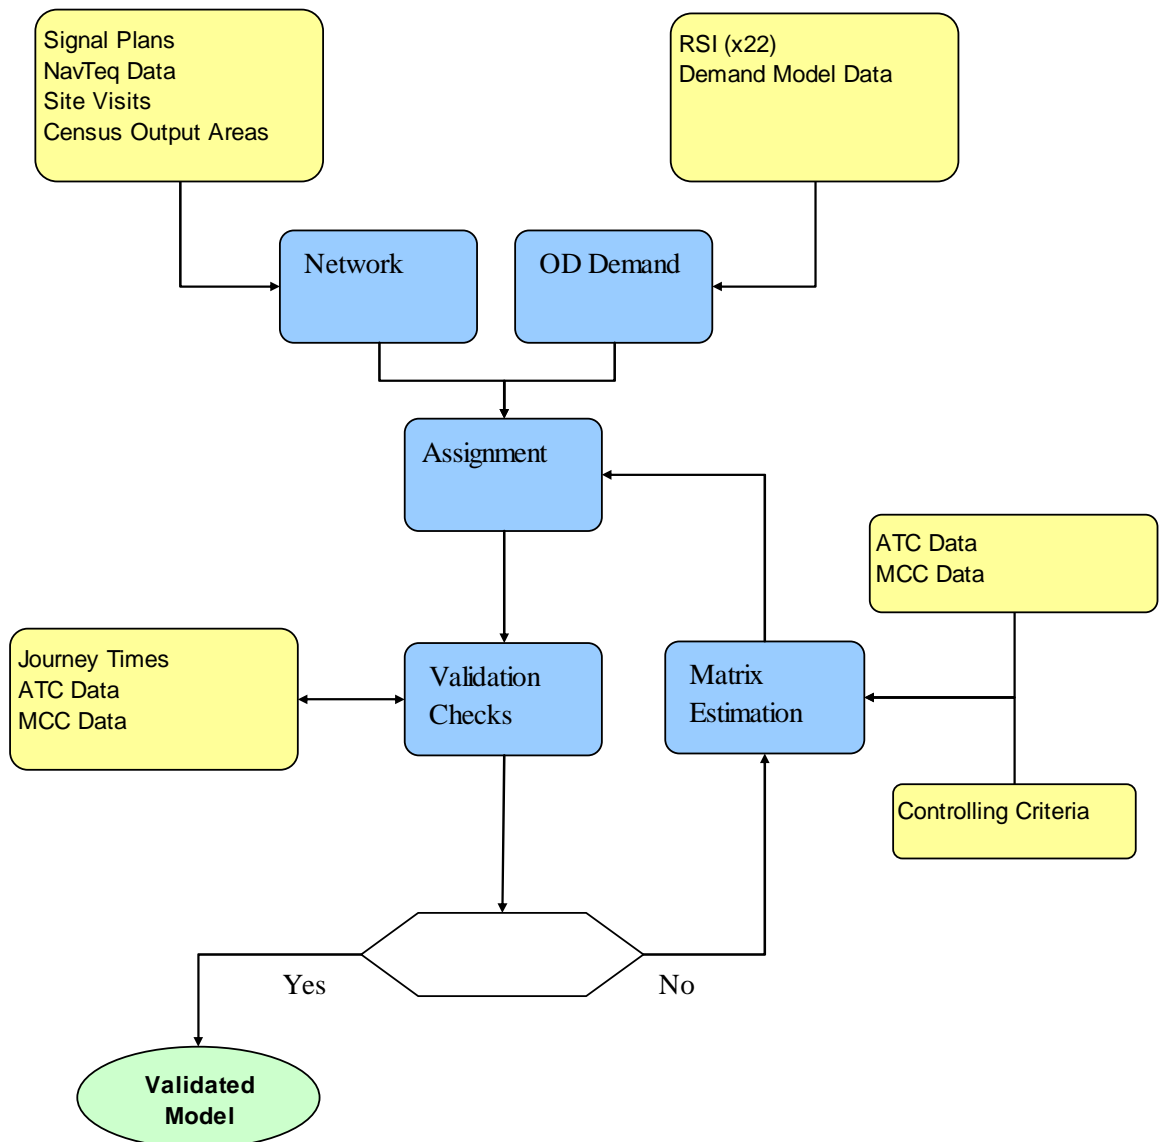 Signal Plans
NavTeq Data
Site Visits
Census Output Areas
RSI (x22)
Demand Model Data
Network
OD Demand
Assignment
ATC Data
MCC Data
Journey Times
ATC Data
MCC Data
Validation
Checks
Matrix
Estimation
Controlling Criteria
Yes
No
Validated
Model